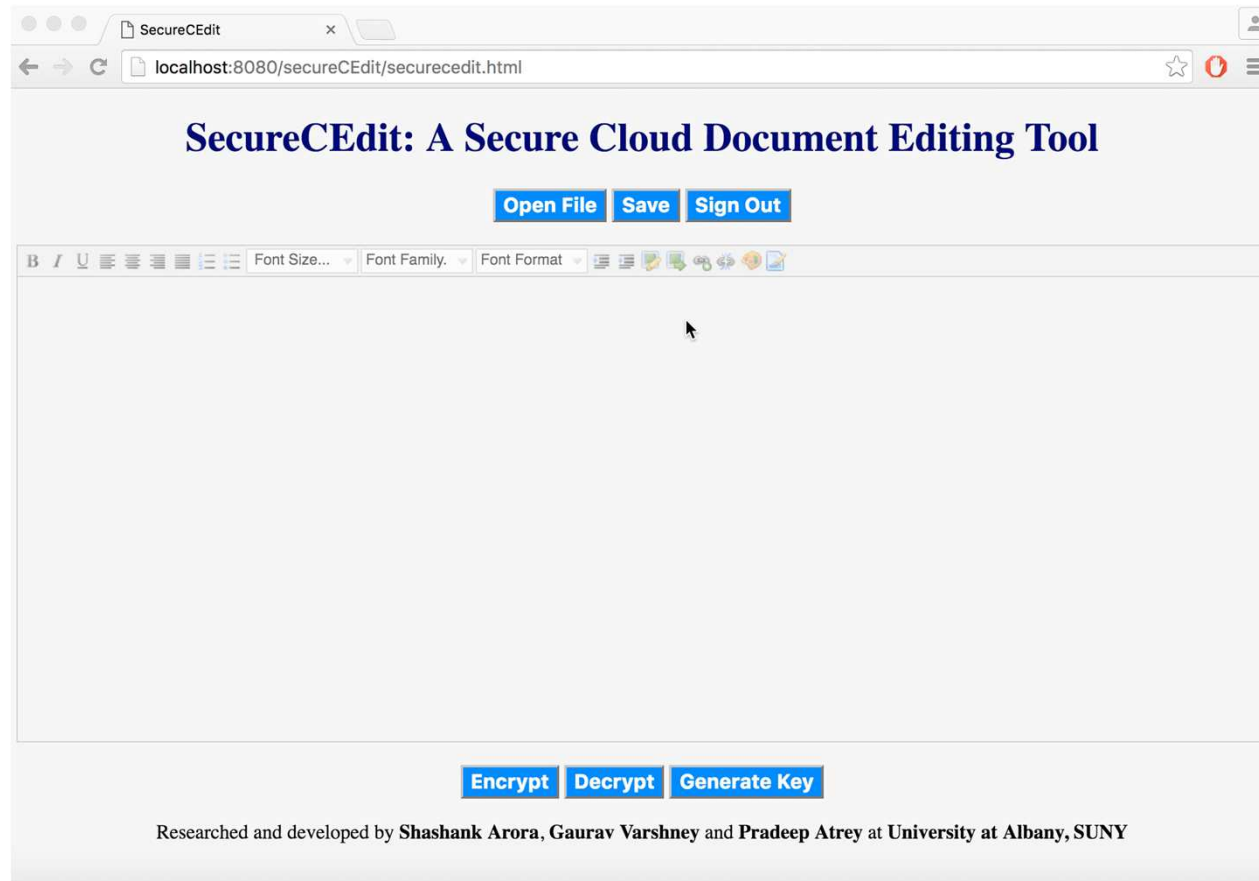 SecureCEdit
localhost:8080/secureCEdit/securecedit.html
SecureCEdit: A Secure Cloud Document Editing Tool
Open File Save Sign Out
B I U Font Size... Font Family. Font Format
Encrypt Decrypt Generate Key
Researched and developed by Shashank Arora, Gaurav Varshney and Pradeep Atrey at University at Albany, SUNY